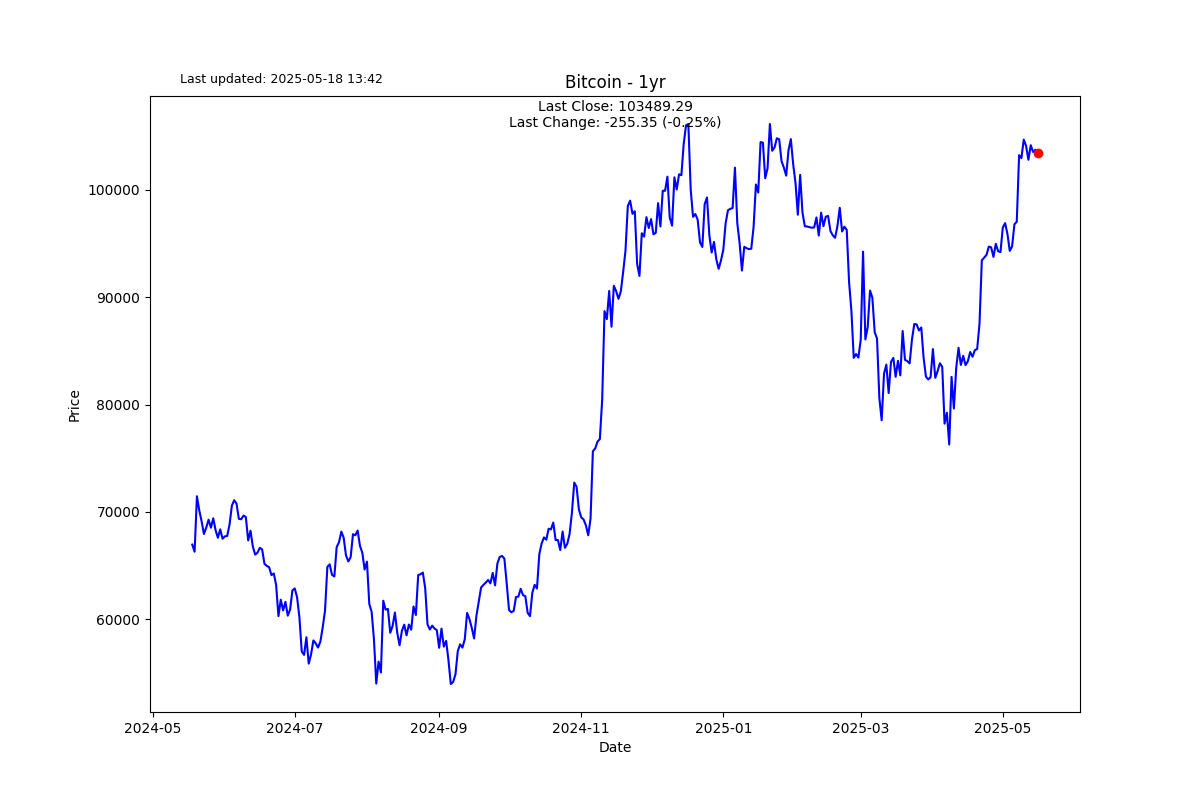 Last updated: 2025-05-18 13:42
Bitcoin - 1yr
Last Close: 103489.29
Last Change: -255.35 (-0.25%)
100000
90000
80000
70000
60000
Price
2024-05 2024-07 2024-09 2024-11 2025-01 2025-03 2025-05
Date